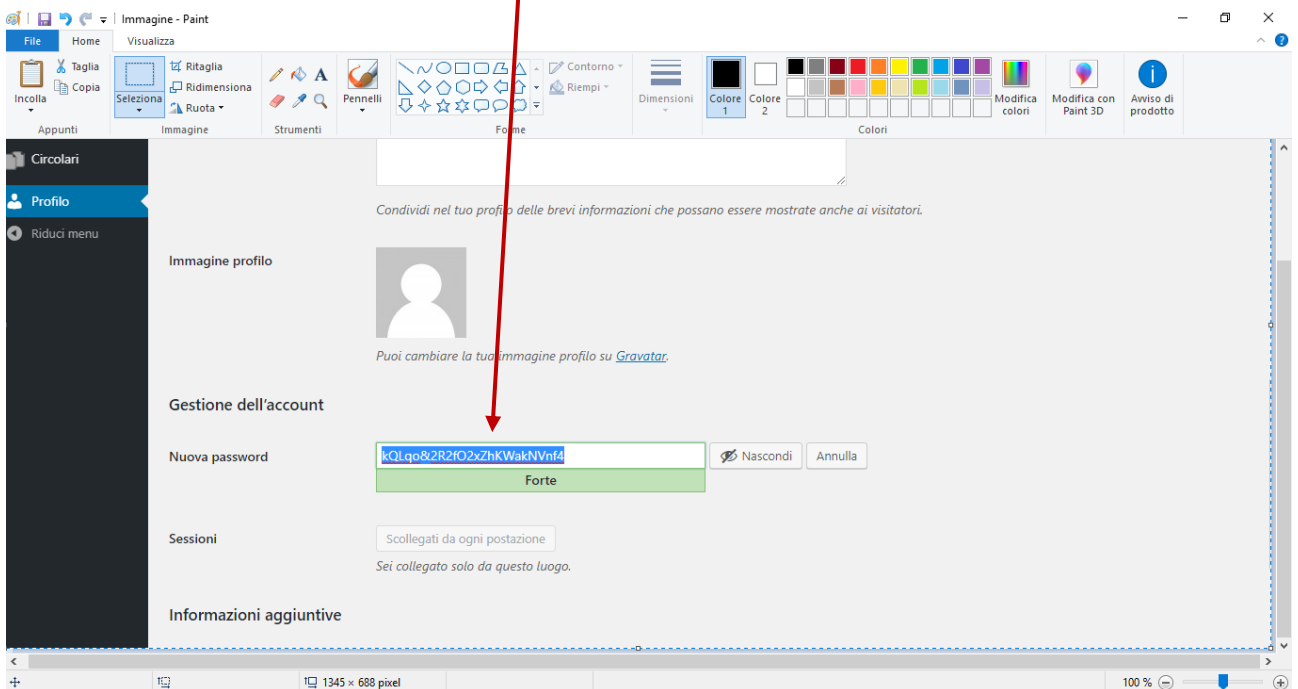 Immagine - Paint
File Home Visualizza
Incolla
Taglia
Copia
Appunti
Seleziona
Ritaglia
Ridimensiona
Ruota
Immagine
A
Strumenti
Pennelli
Contorno
Riempi
Forme
Dimensioni
Colore 1
Colore 2
Modifica colori
Colori
Modifica con Paint 3D
Avviso di prodotto
Circolari
Profilo
Riduci menu
Condividi nel tuo profilo delle brevi informazioni che possano essere mostrate anche ai visitatori.
Immagine profilo
Puoi cambiare la tua immagine profilo su Gravatar.
Gestione dell'account
Nuova password
kQLqo&2R2fO2xZhKWakNVnf4
Nascondi
Annulla
Forte
Sessioni
Scollegati da ogni postazione
Sei collegato solo da questo luogo.
Informazioni aggiuntive
1345 × 688 pixel
100 %